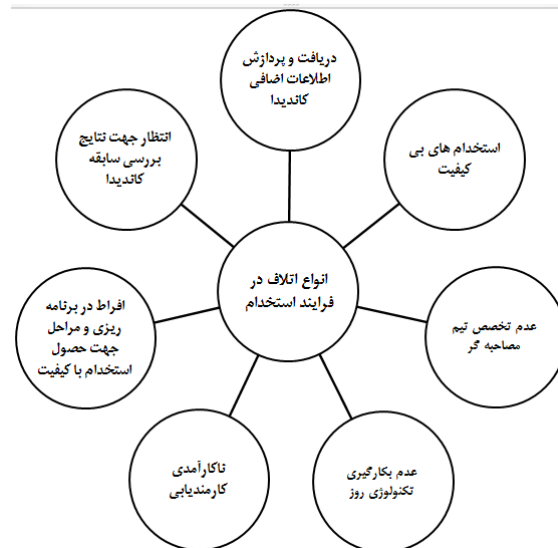 دریافت و پردازش
اطلاعات اضافی
کاندیدا
استخدام های بی
کیفیت
عدم تخصص تیم
مصاحبه گر
عدم بکارگیری
تکنولوژی روز
ناکارآمدی
کارمندیابی
افراط در برنامه
ریزی و مراحل
جهت حصول
استخدام با کیفیت
انتظار جهت نتایج
بررسی سابقه
کاندیدا
انواع اتلاف در
فرایند استخدام